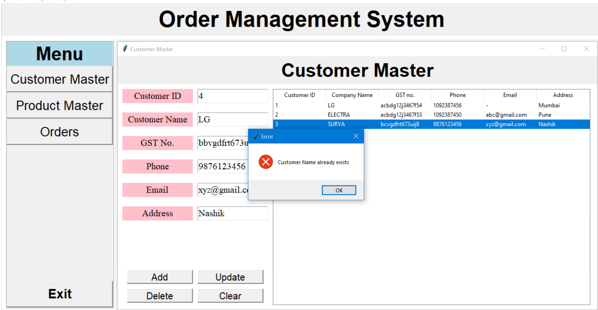 Order Management System
Menu
Customer Master
Product Master
Orders
Exit
Customer Master
Customer Master
Customer ID 4
Customer Name LG
GST No. bbvgdfrt673u
Phone 9876123456
Email xyz@gmail.co
Address Nashik
Add Update
Delete Clear
Customer ID Company Name GST no. Phone Email Address
1 LG acbdg12j3467f54 1092387456 - Mumbai
2 ELECTRA acbdg12j3467f53 1092387450 abc@gmail.com Pune
3 SURYA bcvgdfrt673uij8 9876123456 xyz@gmail.com Nashik
Error
Customer Name already exists
OK